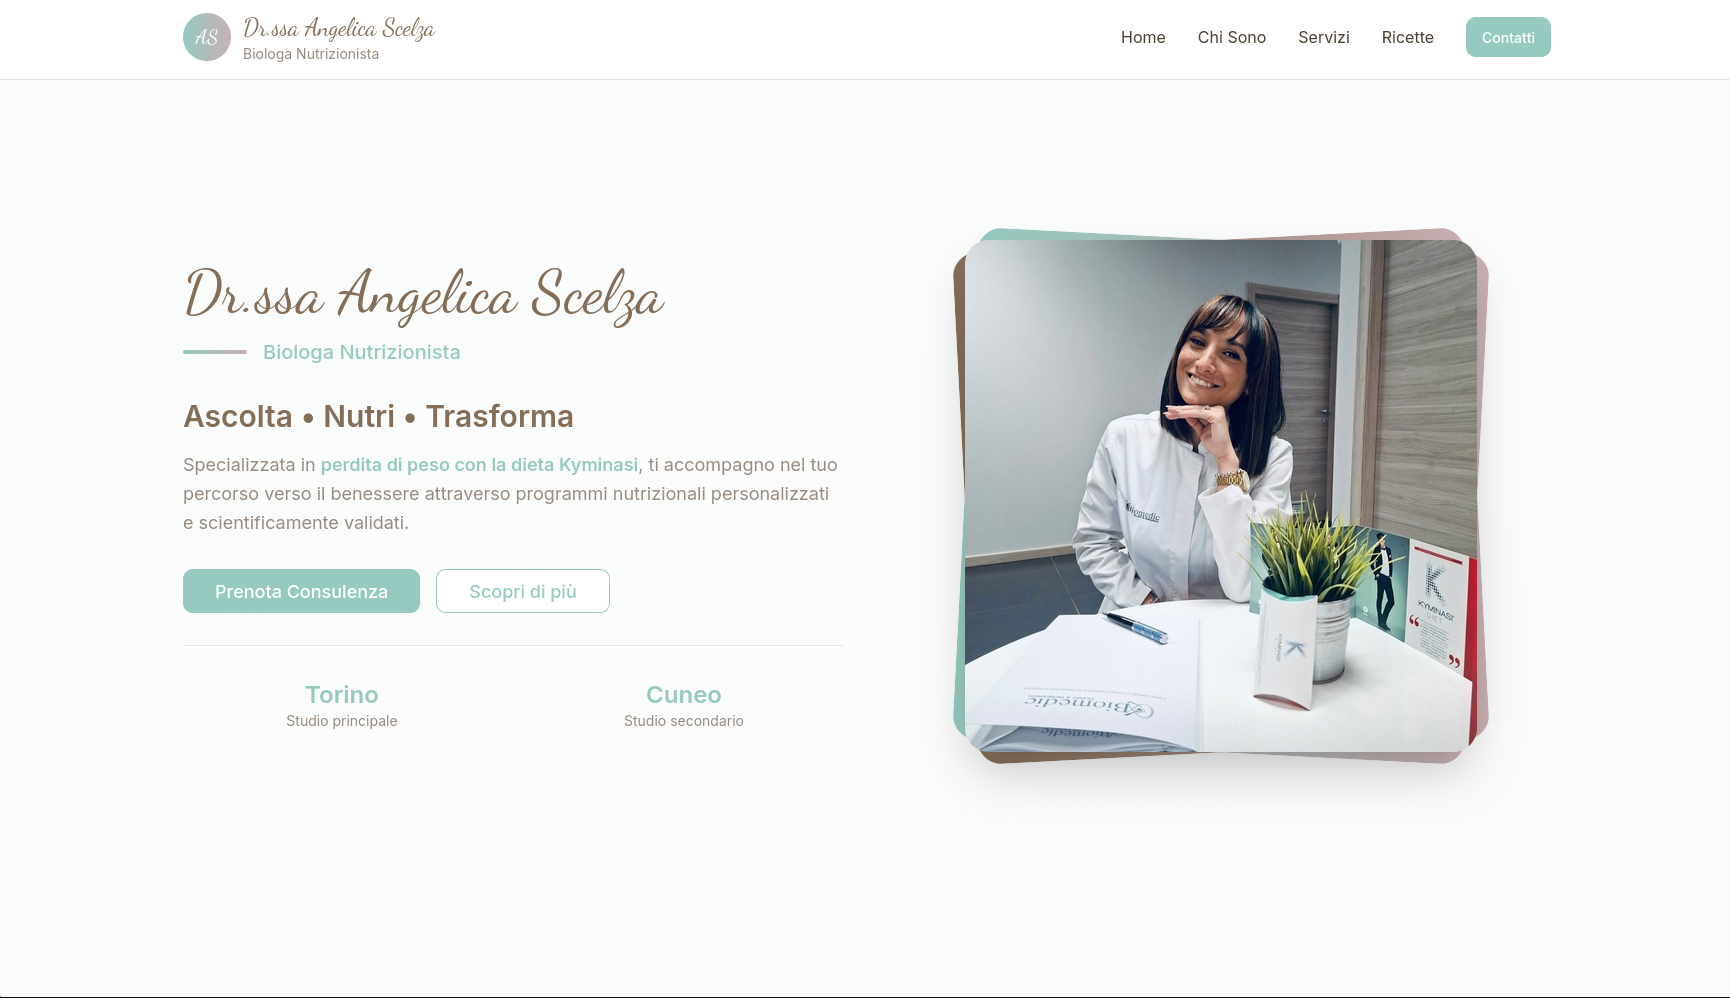 AS
Dr.ssa Angelica Scelza
Biologa Nutrizionista
Home
Chi Sono
Servizi
Ricette
Contatti
Dr.ssa Angelica Scelza
Biologa Nutrizionista
Ascolta • Nutri • Trasforma
Specializzata in perdita di peso con la dieta Kyminasi, ti accompagno nel tuo
percorso verso il benessere attraverso programmi nutrizionali personalizzati
e scientificamente validati.
Prenota Consulenza
Scopri di più
Torino
Studio principale
Cuneo
Studio secondario
Biomedic
K
KYMINASI
DIET
K
Biomedic
Biomedic